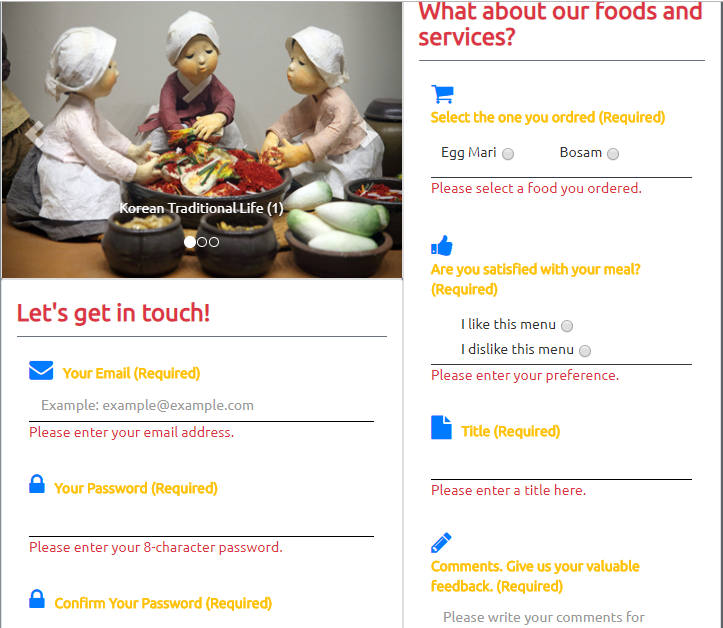 Korean Traditional Life (1)
Let's get in touch!
Your Email (Required)
Example: example@example.com
Please enter your email address.
Your Password (Required)
Please enter your 8-character password.
Confirm Your Password (Required)
What about our foods and
services?
Select the one you ordred (Required)
Egg Mari
Bosam
Please select a food you ordered.
Are you satisfied with your meal?
(Required)
I like this menu
I dislike this menu
Please enter your preference.
Title (Required)
Please enter a title here.
Comments. Give us your valuable
feedback. (Required)
Please write your comments for